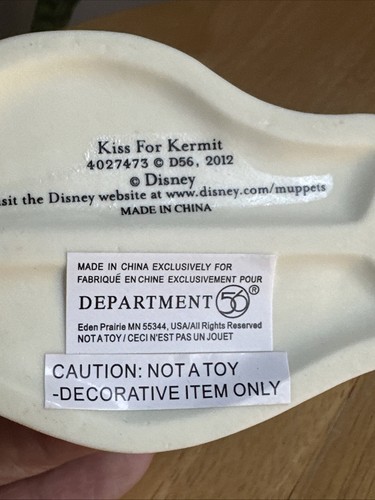 Kiss For Kermit
4027473 © D56, 2012
© Disney
the Disney website at www.disney.com/muppets
MADE IN CHINA
MADE IN CHINA EXCLUSIVELY FOR
FABRIQUÉ EN CHINE EXCLUSIVEMENT POUR
DEPARTMENT 56®
Eden Prairie MN 55344, USA/All Rights Reserved
NOT A TOY / CECI N'EST PAS UN JOUET
CAUTION: NOT A TOY
-DECORATIVE ITEM ONLY